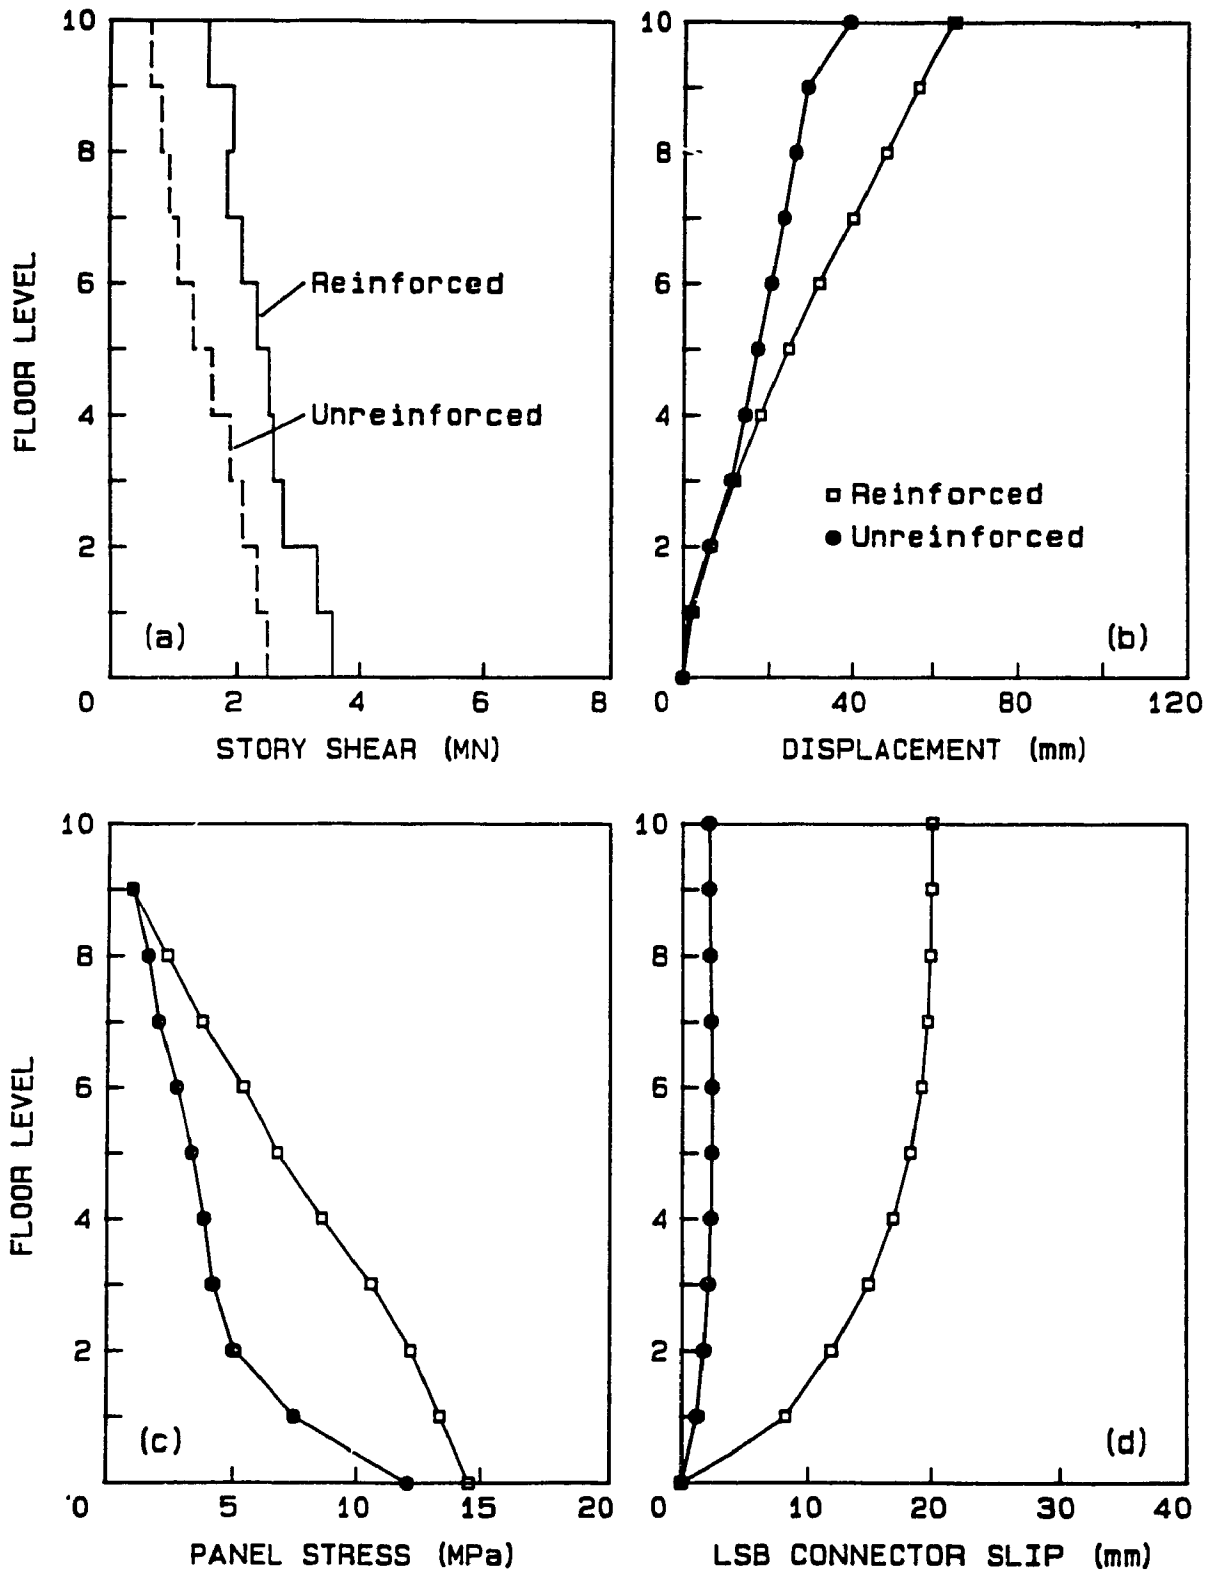 10
8
6
4
2
0
FLOOR LEVEL
Reinforced
Unreinforced
(a)
2
4
6
8
STORY SHEAR (MN)
10
8
6
4
2
0
Reinforced
Unreinforced
(b)
40
80
120
DISPLACEMENT (mm)
10
8
6
4
2
0
FLOOR LEVEL
(c)
5
10
15
20
PANEL STRESS (MPa)
10
8
6
4
2
0
(d)
10
20
30
40
LSB CONNECTOR SLIP (mm)